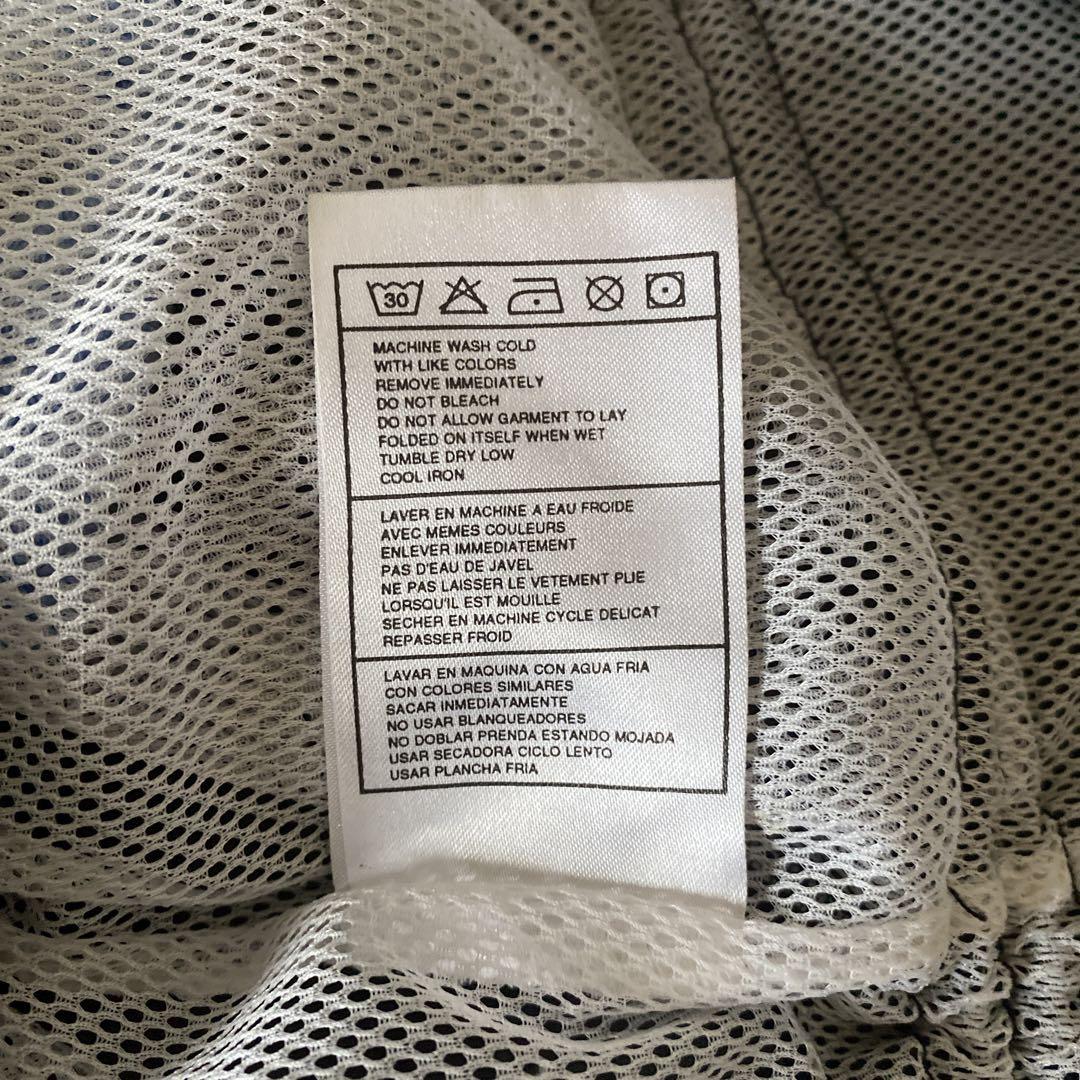 30
MACHINE WASH COLD
WITH LIKE COLORS
REMOVE IMMEDIATELY
DO NOT BLEACH
DO NOT ALLOW GARMENT TO LAY
FOLDED ON ITSELF WHEN WET
TUMBLE DRY LOW
COOL IRON
LAVER EN MACHINE A EAU FROIDE
AVEC MEMES COULEURS
ENLEVER IMMEDIATEMENT
PAS D'EAU DE JAVEL
NE PAS LAISSER LE VETEMENT PLIE
LORSQU'IL EST MOUILLE
SECHER EN MACHINE CYCLE DELICAT
REPASSER FROID
LAVAR EN MAQUINA CON AGUA FRIA
CON COLORES SIMILARES
SACAR INMEDIATAMENTE
NO USAR BLANQUEADORES
NO DOBLAR PRENDA ESTANDO MOJADA
USAR SECADORA CICLO LENTO
USAR PLANCHA FRIA